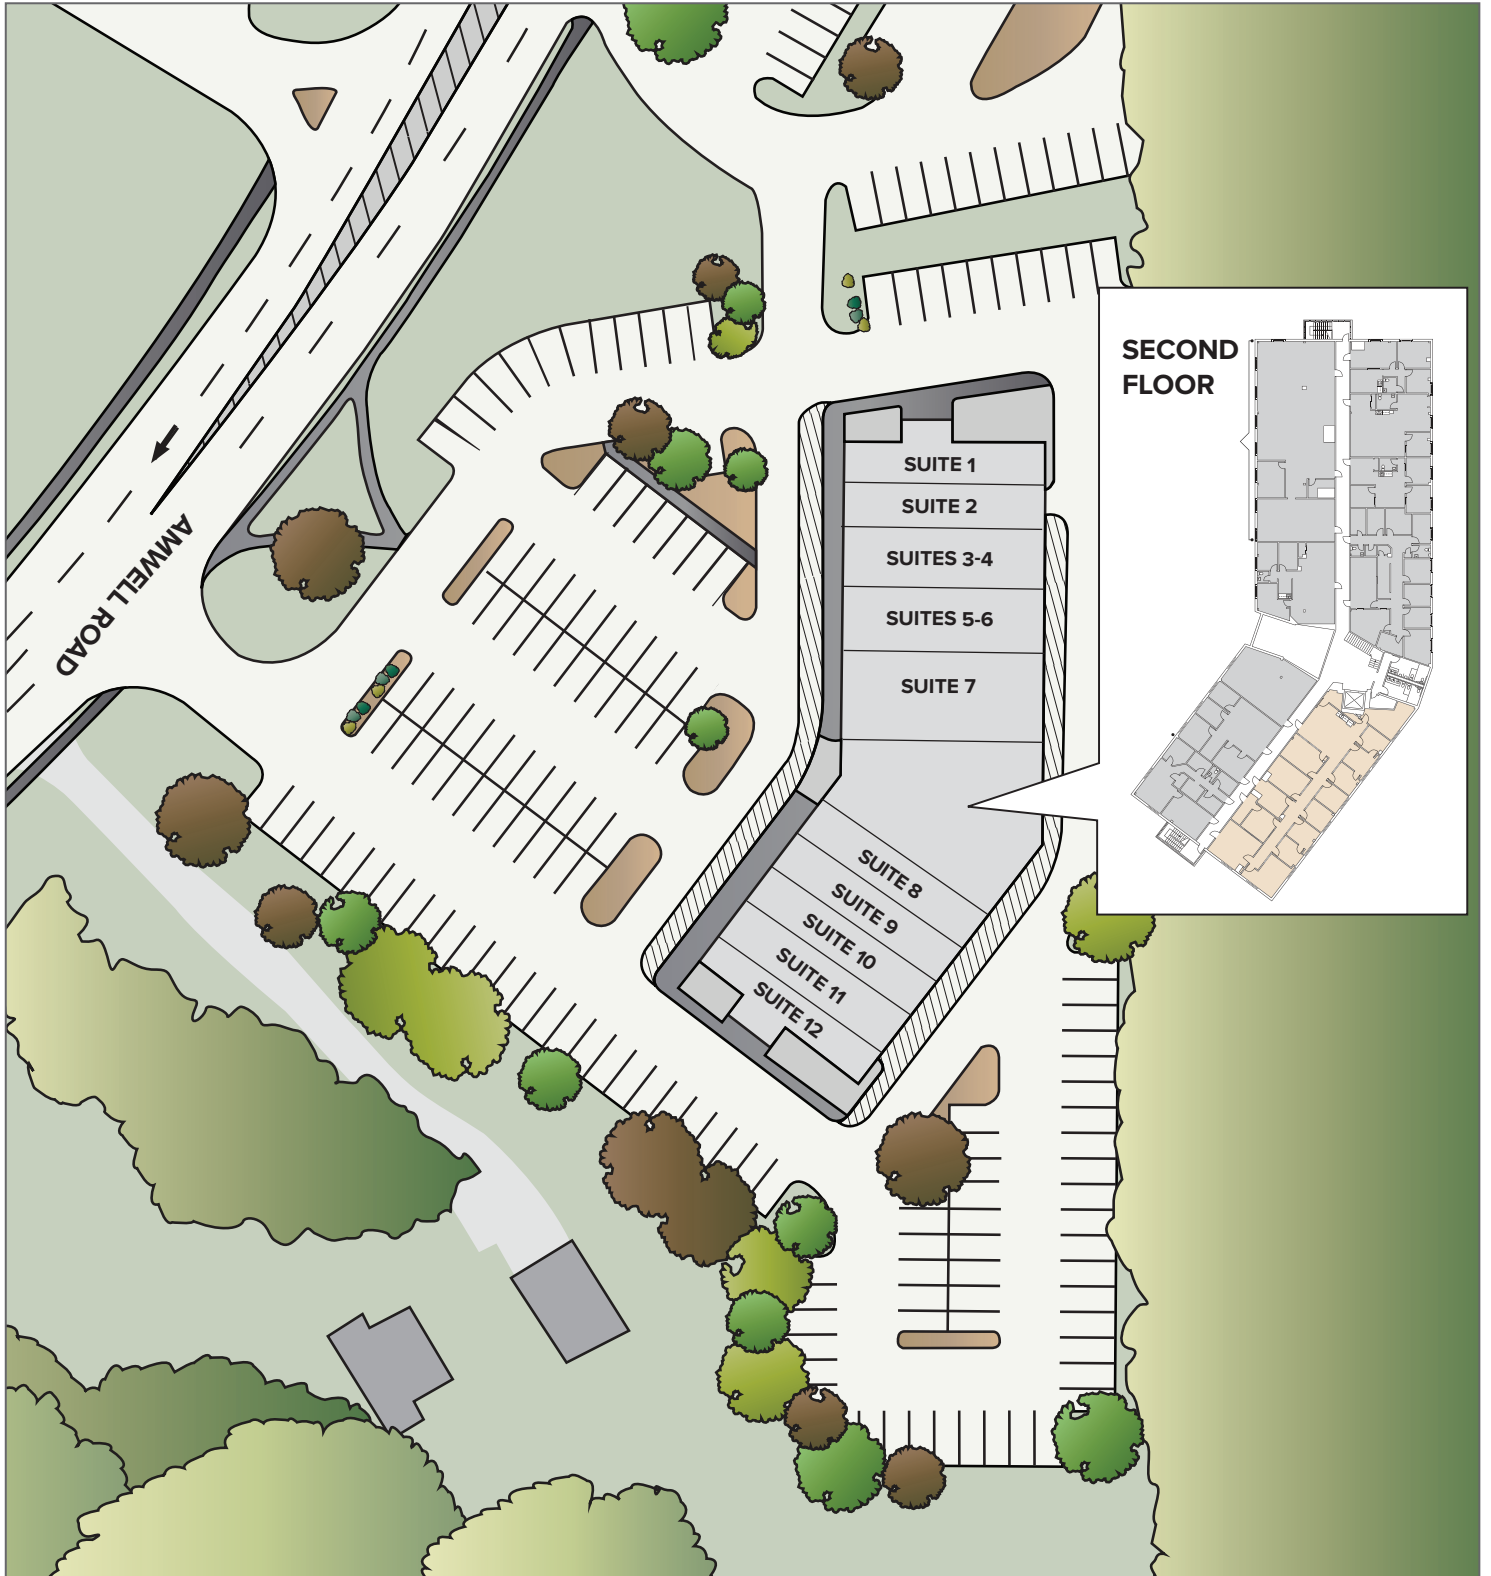 SECOND
FLOOR
SUITE 1
SUITE 2
SUITES 3-4
SUITES 5-6
SUITE 7
SUITE 8
SUITE 9
SUITE 10
SUITE 11
SUITE 12
AMWELL ROAD